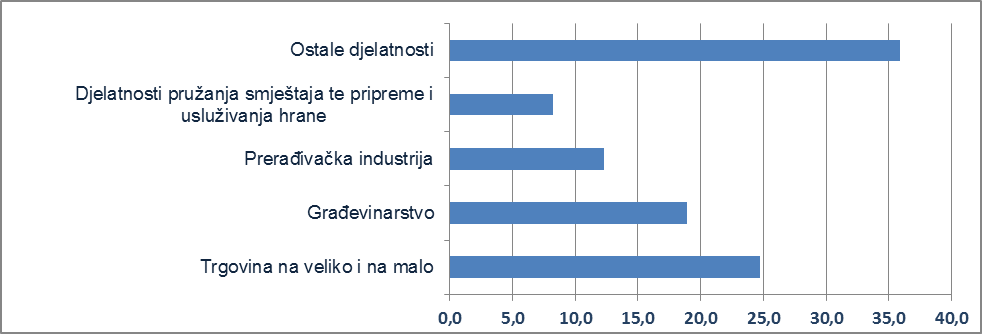 Ostale djelatnosti
Djelatnosti pružanja smještaja te pripreme i
usluživanja hrane
Prerađivačka industrija
Građevinarstvo
Trgovina na veliko i na malo
0,0 5,0 10,0 15,0 20,0 25,0 30,0 35,0 40,0